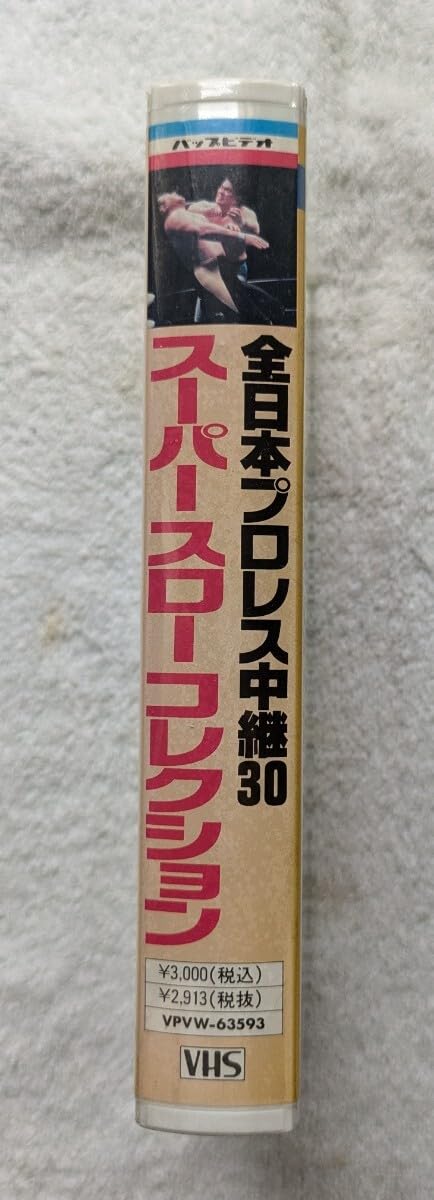 バップビデオ
全日本プロレス中継30
スーパースローコレクション
¥3,000(税込)
¥2,913(税抜)
VPVW-63593
VHS